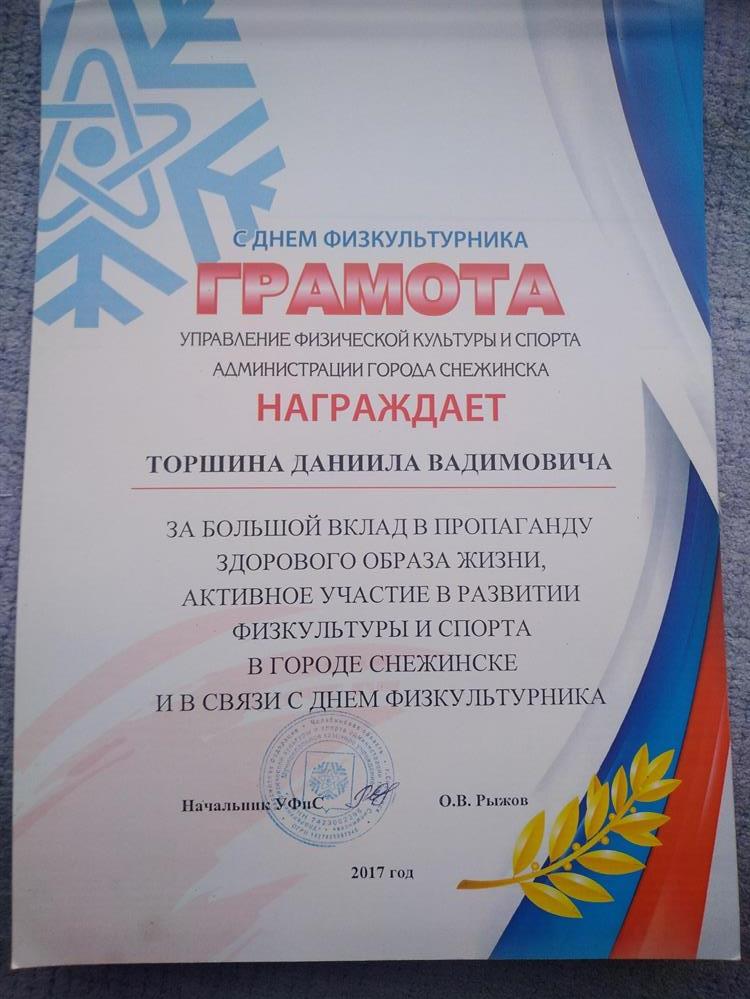 С ДНЕМ ФИЗКУЛЬТУРНИКА
ГРАМОТА
УПРАВЛЕНИЕ ФИЗИЧЕСКОЙ КУЛЬТУРЫ И СПОРТА
АДМИНИСТРАЦИИ ГОРОДА СНЕЖИНСКА
НАГРАЖДАЕТ
ТОРШИНА ДАНИИЛА ВАДИМОВИЧА
ЗА БОЛЬШОЙ ВКЛАД В ПРОПАГАНДУ
ЗДОРОВОГО ОБРАЗА ЖИЗНИ,
АКТИВНОЕ УЧАСТИЕ В РАЗВИТИИ
ФИЗКУЛЬТУРЫ И СПОРТА
В ГОРОДЕ СНЕЖИНСКЕ
И В СВЯЗИ С ДНЕМ ФИЗКУЛЬТУРНИКА
Начальник УФиС О.В. Рыжов
2017 год